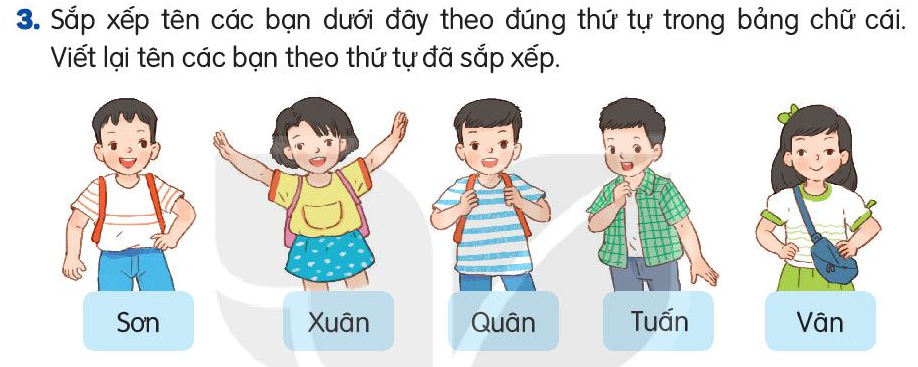 3. Sắp xếp tên các bạn dưới đây theo đúng thứ tự trong bảng chữ cái.
Viết lại tên các bạn theo thứ tự đã sắp xếp.
Sơn
Xuân
Quân
Tuấn
Vân